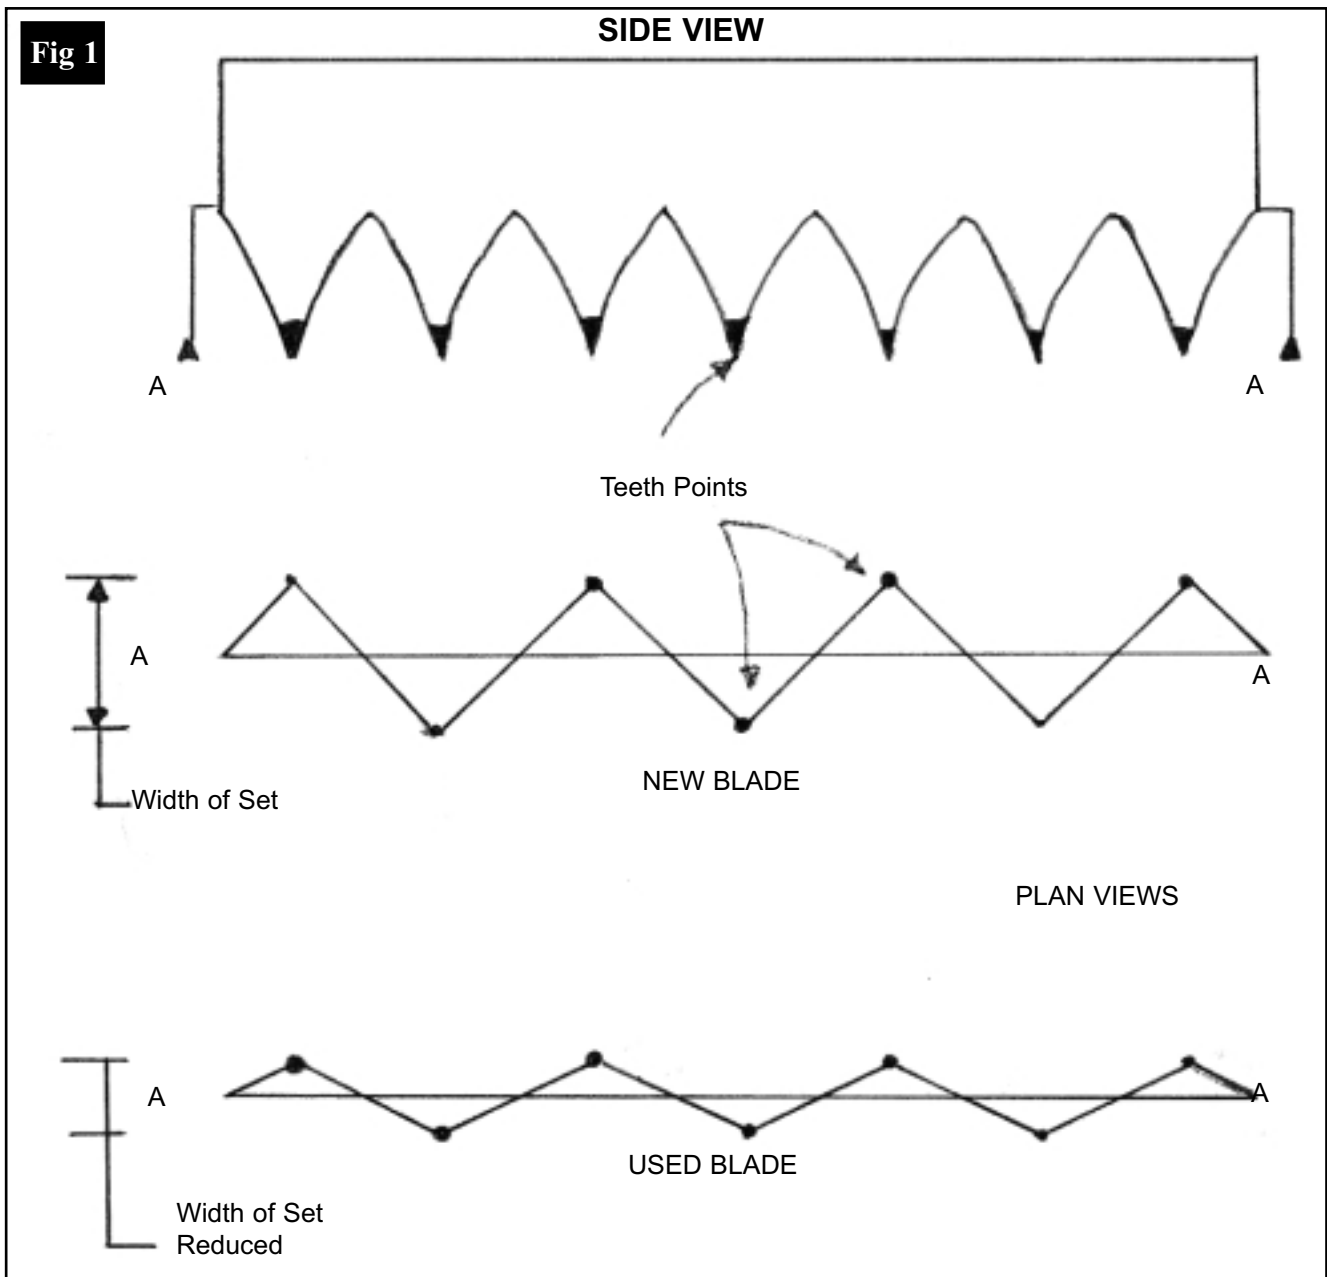 Fig 1
SIDE VIEW
A
A
Teeth Points
A
A
Width of Set
NEW BLADE
PLAN VIEWS
A
A
USED BLADE
Width of Set
Reduced